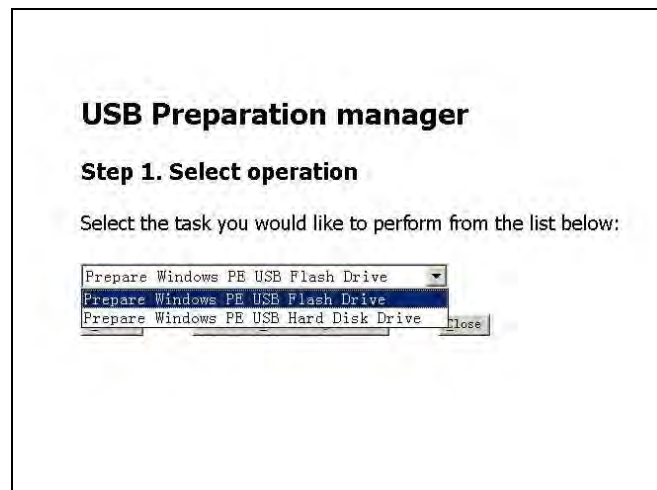 USB Preparation manager
Step 1. Select operation
Select the task you would like to perform from the list below:
Prepare Windows PE USB Flash Drive
Prepare Windows PE USB Flash Drive
Prepare Windows PE USB Hard Disk Drive
Close